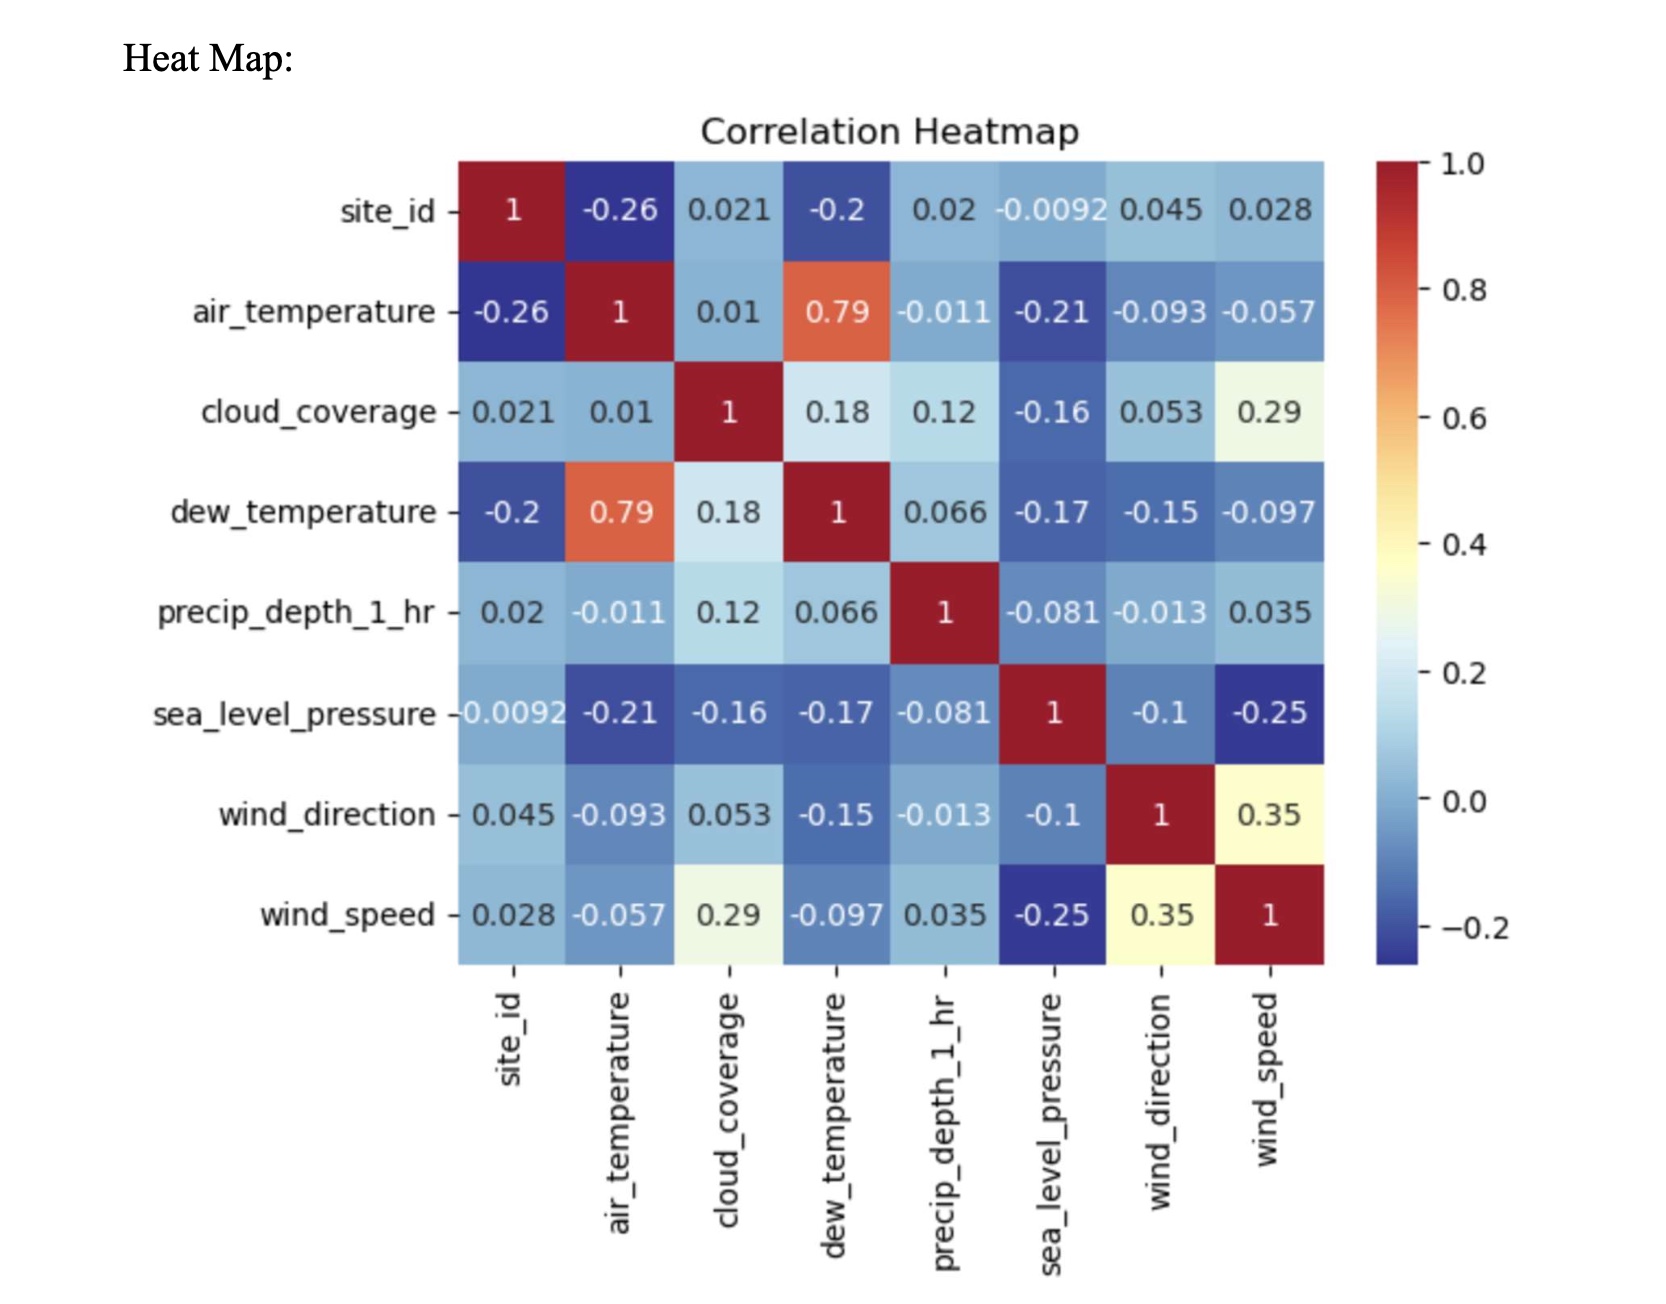 Heat Map:
Correlation Heatmap
site_id 1 -0.26 0.021 -0.2 0.02 -0.0092 0.045 0.028
air_temperature -0.26 1 0.01 0.79 -0.011 -0.21 -0.093 -0.057
cloud_coverage 0.021 0.01 1 0.18 0.12 -0.16 0.053 0.29
dew_temperature -0.2 0.79 0.18 1 0.066 -0.17 -0.15 -0.097
precip_depth_1_hr 0.02 -0.011 0.12 0.066 1 -0.081 -0.013 0.035
sea_level_pressure -0.0092 -0.21 -0.16 -0.17 -0.081 1 -0.1 -0.25
wind_direction 0.045 -0.093 0.053 -0.15 -0.013 -0.1 1 0.35
wind_speed 0.028 -0.057 0.29 -0.097 0.035 -0.25 0.35 1
site_id
air_temperature
cloud_coverage
dew_temperature
precip_depth_1_hr
sea_level_pressure
wind_direction
wind_speed
1.0
0.8
0.6
0.4
0.2
0.0
−0.2